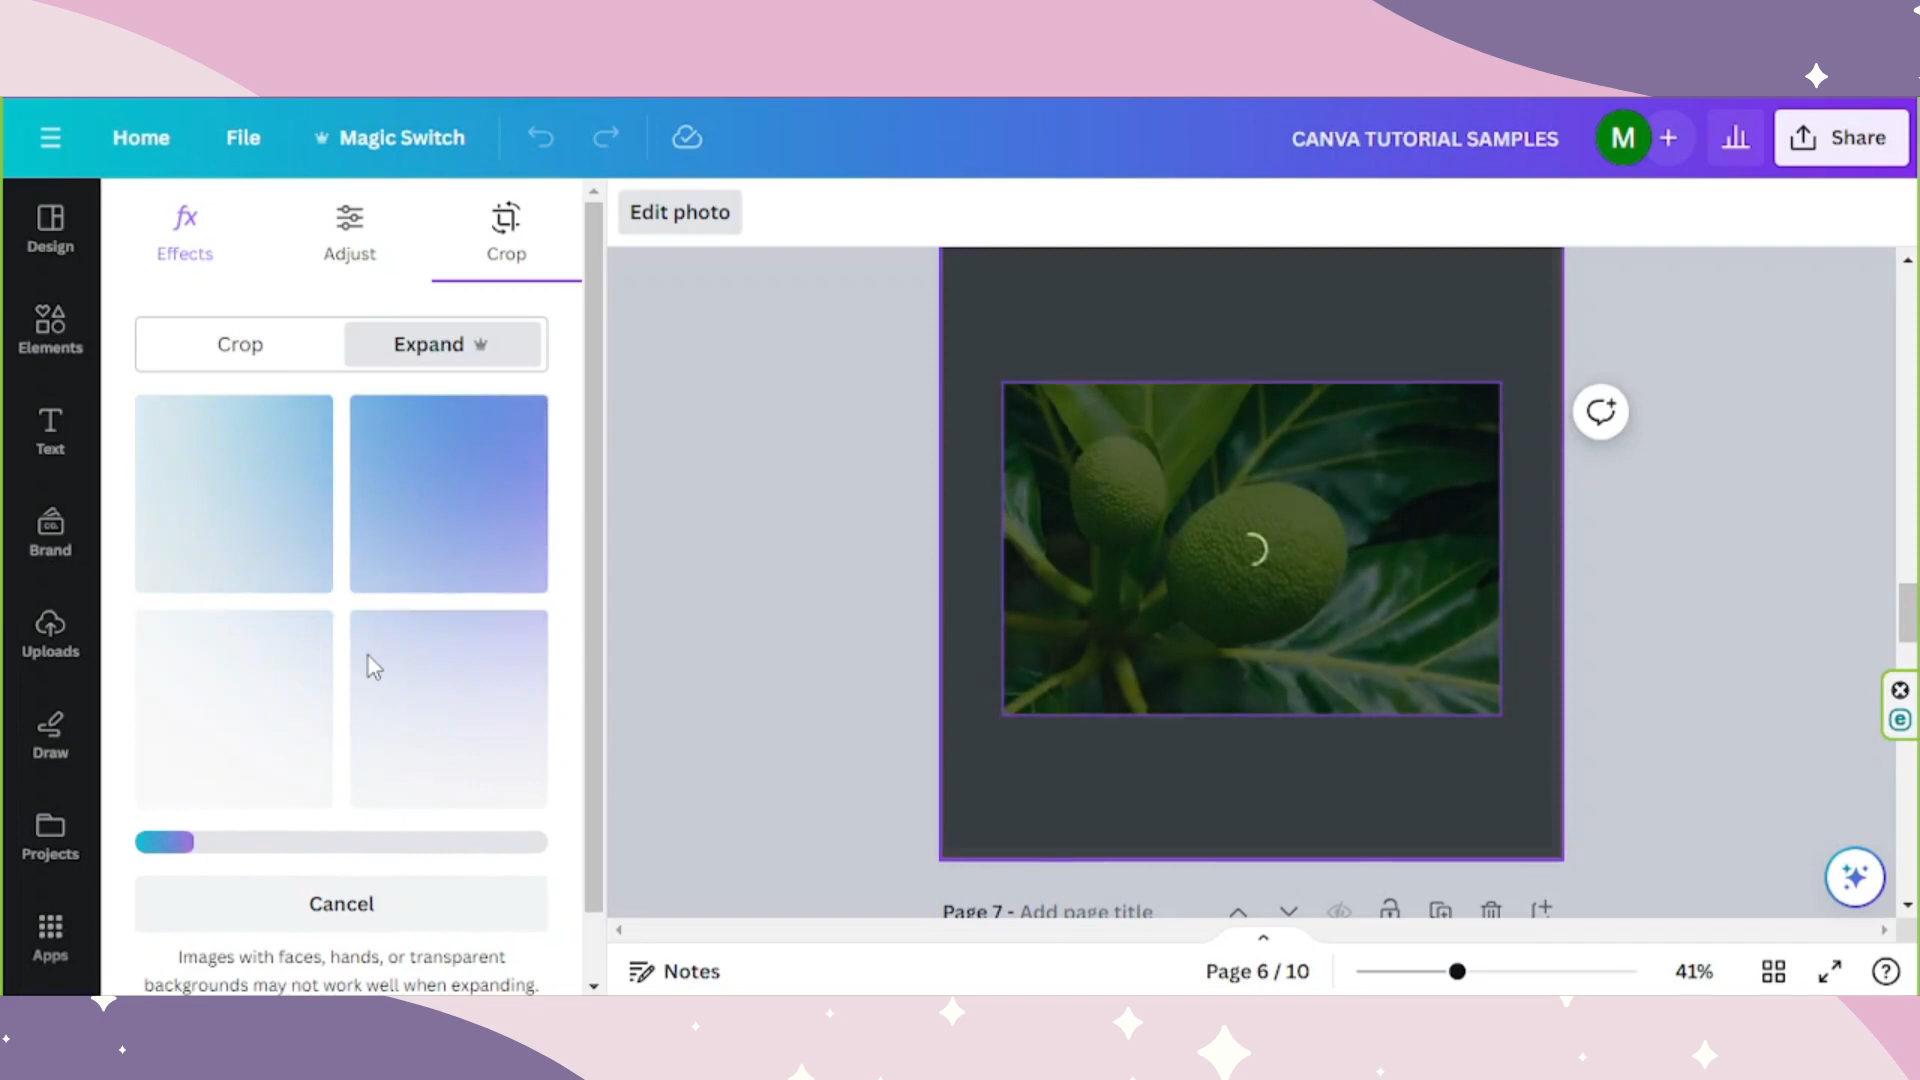 Home
File
Magic Switch
CANVA TUTORIAL SAMPLES
M
+
Share
Design
Elements
Text
Brand
CO.
Uploads
Draw
Projects
Apps
fx
Effects
Adjust
Crop
Edit photo
Crop
Expand
Cancel
Images with faces, hands, or transparent
backgrounds may not work well when expanding.
Page 7 - Add page title
Notes
Page 6 / 10
41%